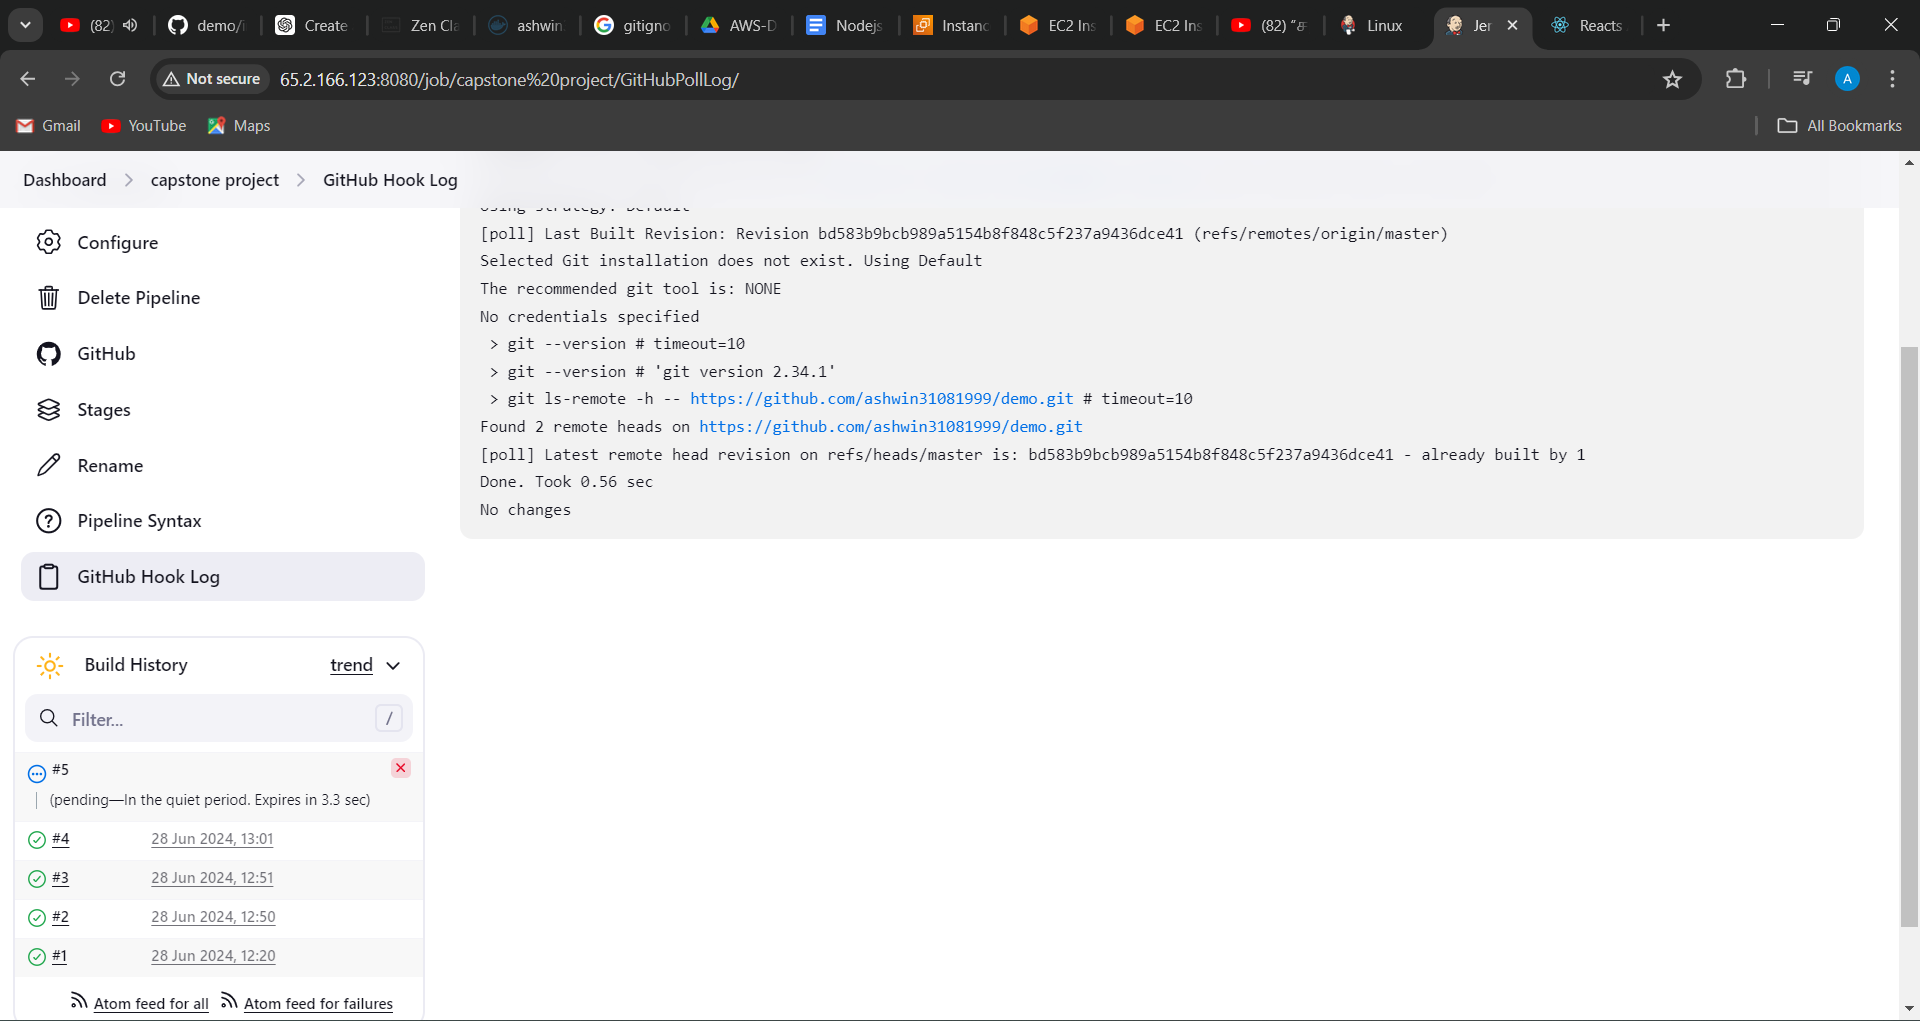 (82)
demo/i
Create
Zen Cla
ashwin
gitigno
AWS-D
Nodejs
Instanc
EC2 Ins
EC2 Ins
Linux
Jer
Reacts
Not secure
65.2.166.123:8080/job/capstone%20project/GitHubPollLog/
A
Gmail
YouTube
Maps
All Bookmarks
Dashboard > capstone project > GitHub Hook Log
Configure
Delete Pipeline
GitHub
Stages
Rename
Pipeline Syntax
GitHub Hook Log
Using strategy: Default
[poll] Last Built Revision: Revision bd583b9bcb989a5154b8f848c5f237a9436dce41 (refs/remotes/origin/master)
Selected Git installation does not exist. Using Default
The recommended git tool is: NONE
No credentials specified
> git --version # timeout=10
> git --version # 'git version 2.34.1'
> git ls-remote -h -- https://github.com/ashwin31081999/demo.git # timeout=10
Found 2 remote heads on https://github.com/ashwin31081999/demo.git
[poll] Latest remote head revision on refs/heads/master is: bd583b9bcb989a5154b8f848c5f237a9436dce41 - already built by 1
Done. Took 0.56 sec
No changes
Build History
trend
Filter...
/
#5
(pending—In the quiet period. Expires in 3.3 sec)
#4 28 Jun 2024, 13:01
#3 28 Jun 2024, 12:51
#2 28 Jun 2024, 12:50
#1 28 Jun 2024, 12:20
Atom feed for all Atom feed for failures